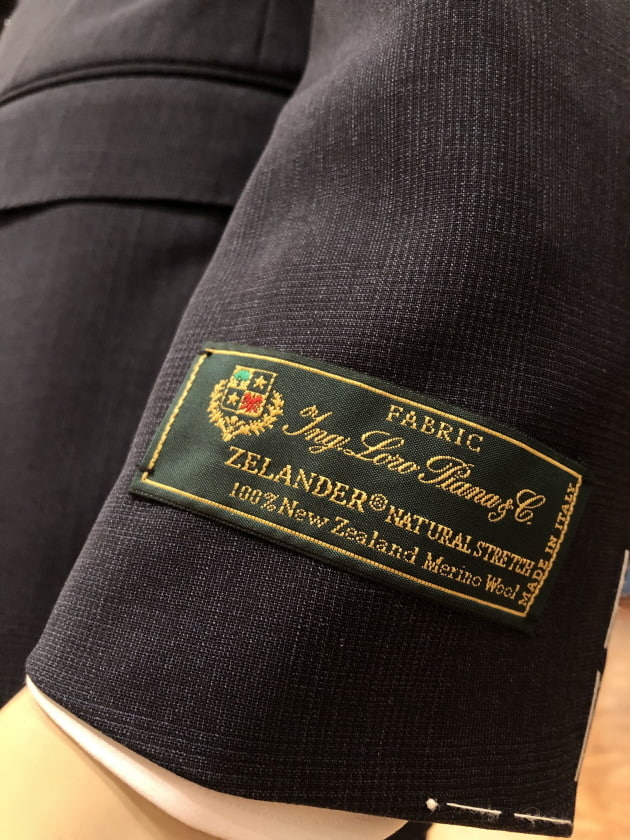 FABRIC
Ing. Loro Piana & C.
ZELANDER® NATURAL STRETCH
100% New Zealand Merino Wool
MADE IN ITALY